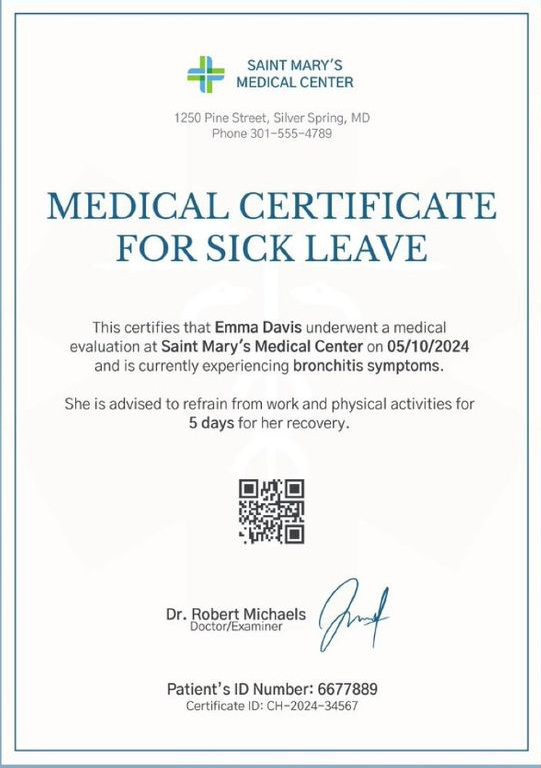 SAINT MARY'S
MEDICAL CENTER
1250 Pine Street, Silver Spring, MD
Phone 301-555-4789
MEDICAL CERTIFICATE
FOR SICK LEAVE
This certifies that Emma Davis underwent a medical
evaluation at Saint Mary's Medical Center on 05/10/2024
and is currently experiencing bronchitis symptoms.
She is advised to refrain from work and physical activities for
5 days for her recovery.
Dr. Robert Michaels
Doctor/Examiner
Patient's ID Number: 6677889
Certificate ID: CH-2024-34567